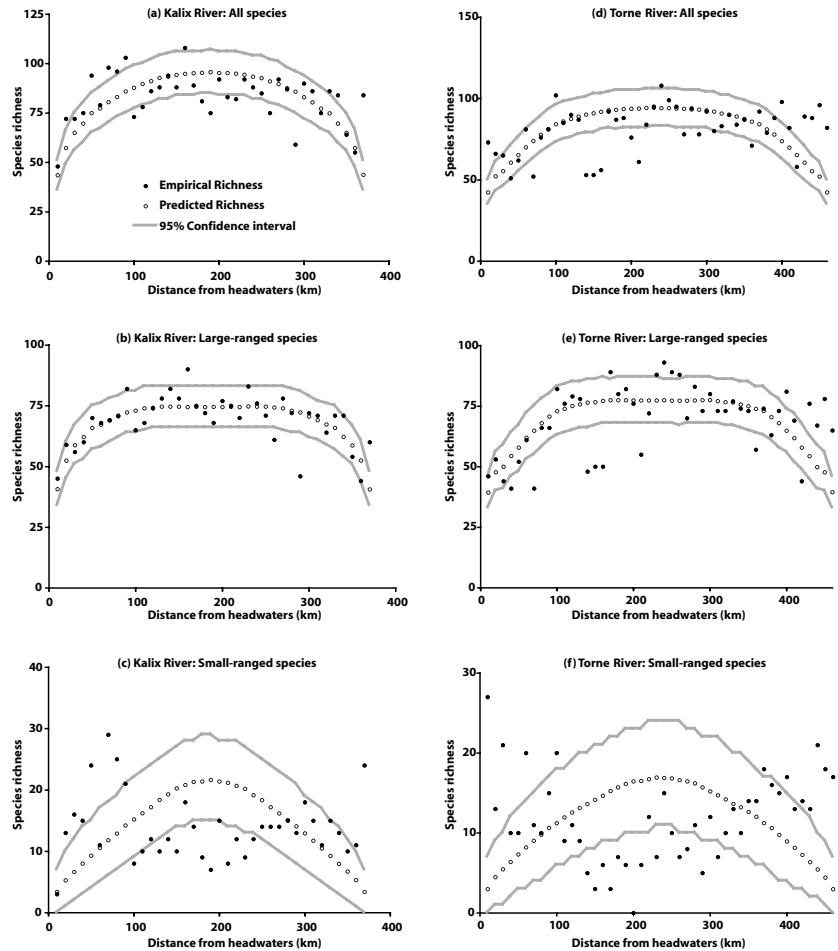 (a) Kalix River: All species
125
100
75
50
25
0
Species richness
Empirical Richness
Predicted Richness
95% Confidence interval
0 100 200 300 400
Distance from headwaters (km)
(d) Torne River: All species
150
100
50
0
Species richness
0 100 200 300 400
Distance from headwaters (km)
(b) Kalix River: Large-ranged species
100
75
50
25
0
Species richness
0 100 200 300 400
Distance from headwaters (km)
(e) Torne River: Large-ranged species
100
75
50
25
0
Species richness
0 100 200 300 400
Distance from headwaters (km)
(c) Kalix River: Small-ranged species
40
30
20
10
0
Species richness
0 100 200 300 400
Distance from headwaters (km)
(f) Torne River: Small-ranged species
30
20
10
0
Species richness
0 100 200 300 400
Distance from headwaters (km)